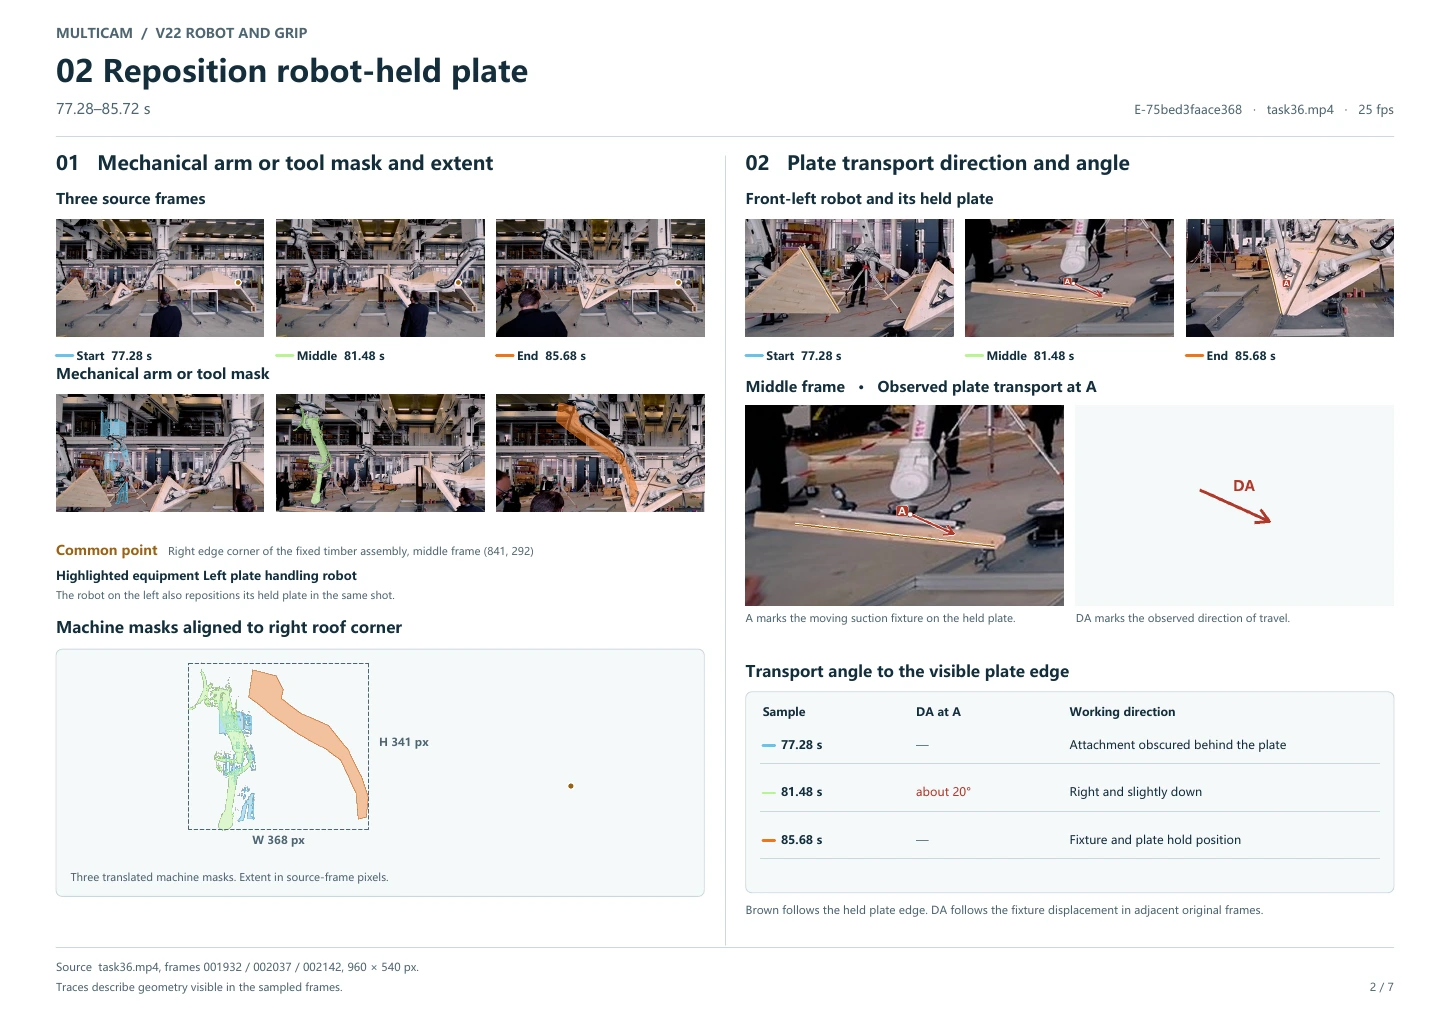 MULTICAM / V22 ROBOT AND GRIP
02 Reposition robot-held plate
77.28–85.72 s
E-75bed3faace368 · task36.mp4 · 25 fps
01 Mechanical arm or tool mask and extent
Three source frames
Start 77.28 s
Middle 81.48 s
End 85.68 s
Mechanical arm or tool mask
Common point Right edge corner of the fixed timber assembly, middle frame (841, 292)
Highlighted equipment Left plate handling robot
The robot on the left also repositions its held plate in the same shot.
Machine masks aligned to right roof corner
H 341 px
W 368 px
Three translated machine masks. Extent in source-frame pixels.
02 Plate transport direction and angle
Front-left robot and its held plate
A
A
Start 77.28 s
Middle 81.48 s
End 85.68 s
Middle frame • Observed plate transport at A
ABB
A
DA
A marks the moving suction fixture on the held plate.
DA marks the observed direction of travel.
Transport angle to the visible plate edge
Sample DA at A Working direction
77.28 s — Attachment obscured behind the plate
81.48 s about 20° Right and slightly down
85.68 s — Fixture and plate hold position
Brown follows the held plate edge. DA follows the fixture displacement in adjacent original frames.
Source task36.mp4, frames 001932 / 002037 / 002142, 960 × 540 px.
Traces describe geometry visible in the sampled frames.
2 / 7